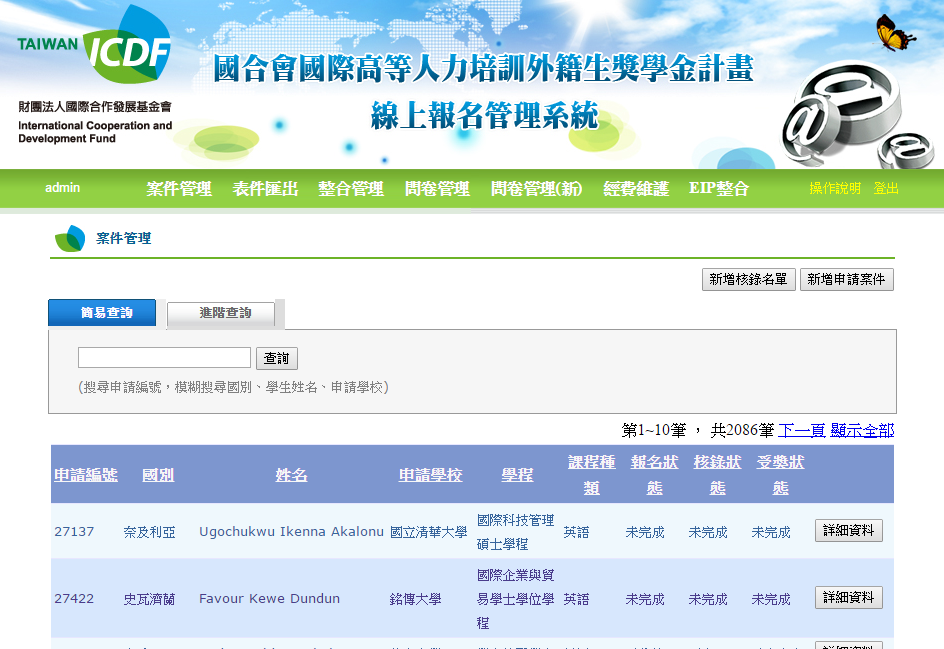 TAIWAN ICDF
財團法人國際合作發展基金會
International Cooperation and
Development Fund
國合會國際高等人力培訓外籍生獎學金計畫
線上報名管理系統
admin 案件管理 表件匯出 整合管理 問卷管理 問卷管理(新) 經費維護 EIP整合 操作說明 登出
案件管理
新增核錄名單 新增申請案件
簡易查詢 進階查詢
查詢
(搜尋申請編號，模糊搜尋國別、學生姓名、申請學校)
第1~10筆 ， 共2086筆 下一頁 顯示全部
申請編號 國別 姓名 申請學校 學程 課程種類 報名狀態 核錄狀態 受獎狀態
27137 奈及利亞 Ugochukwu Ikenna Akalonu 國立清華大學 國際科技管理碩士學程 英語 未完成 未完成 未完成 詳細資料
27422 史瓦濟蘭 Favour Kewe Dundun 銘傳大學 國際企業與貿易學士學位學程 英語 未完成 未完成 未完成 詳細資料